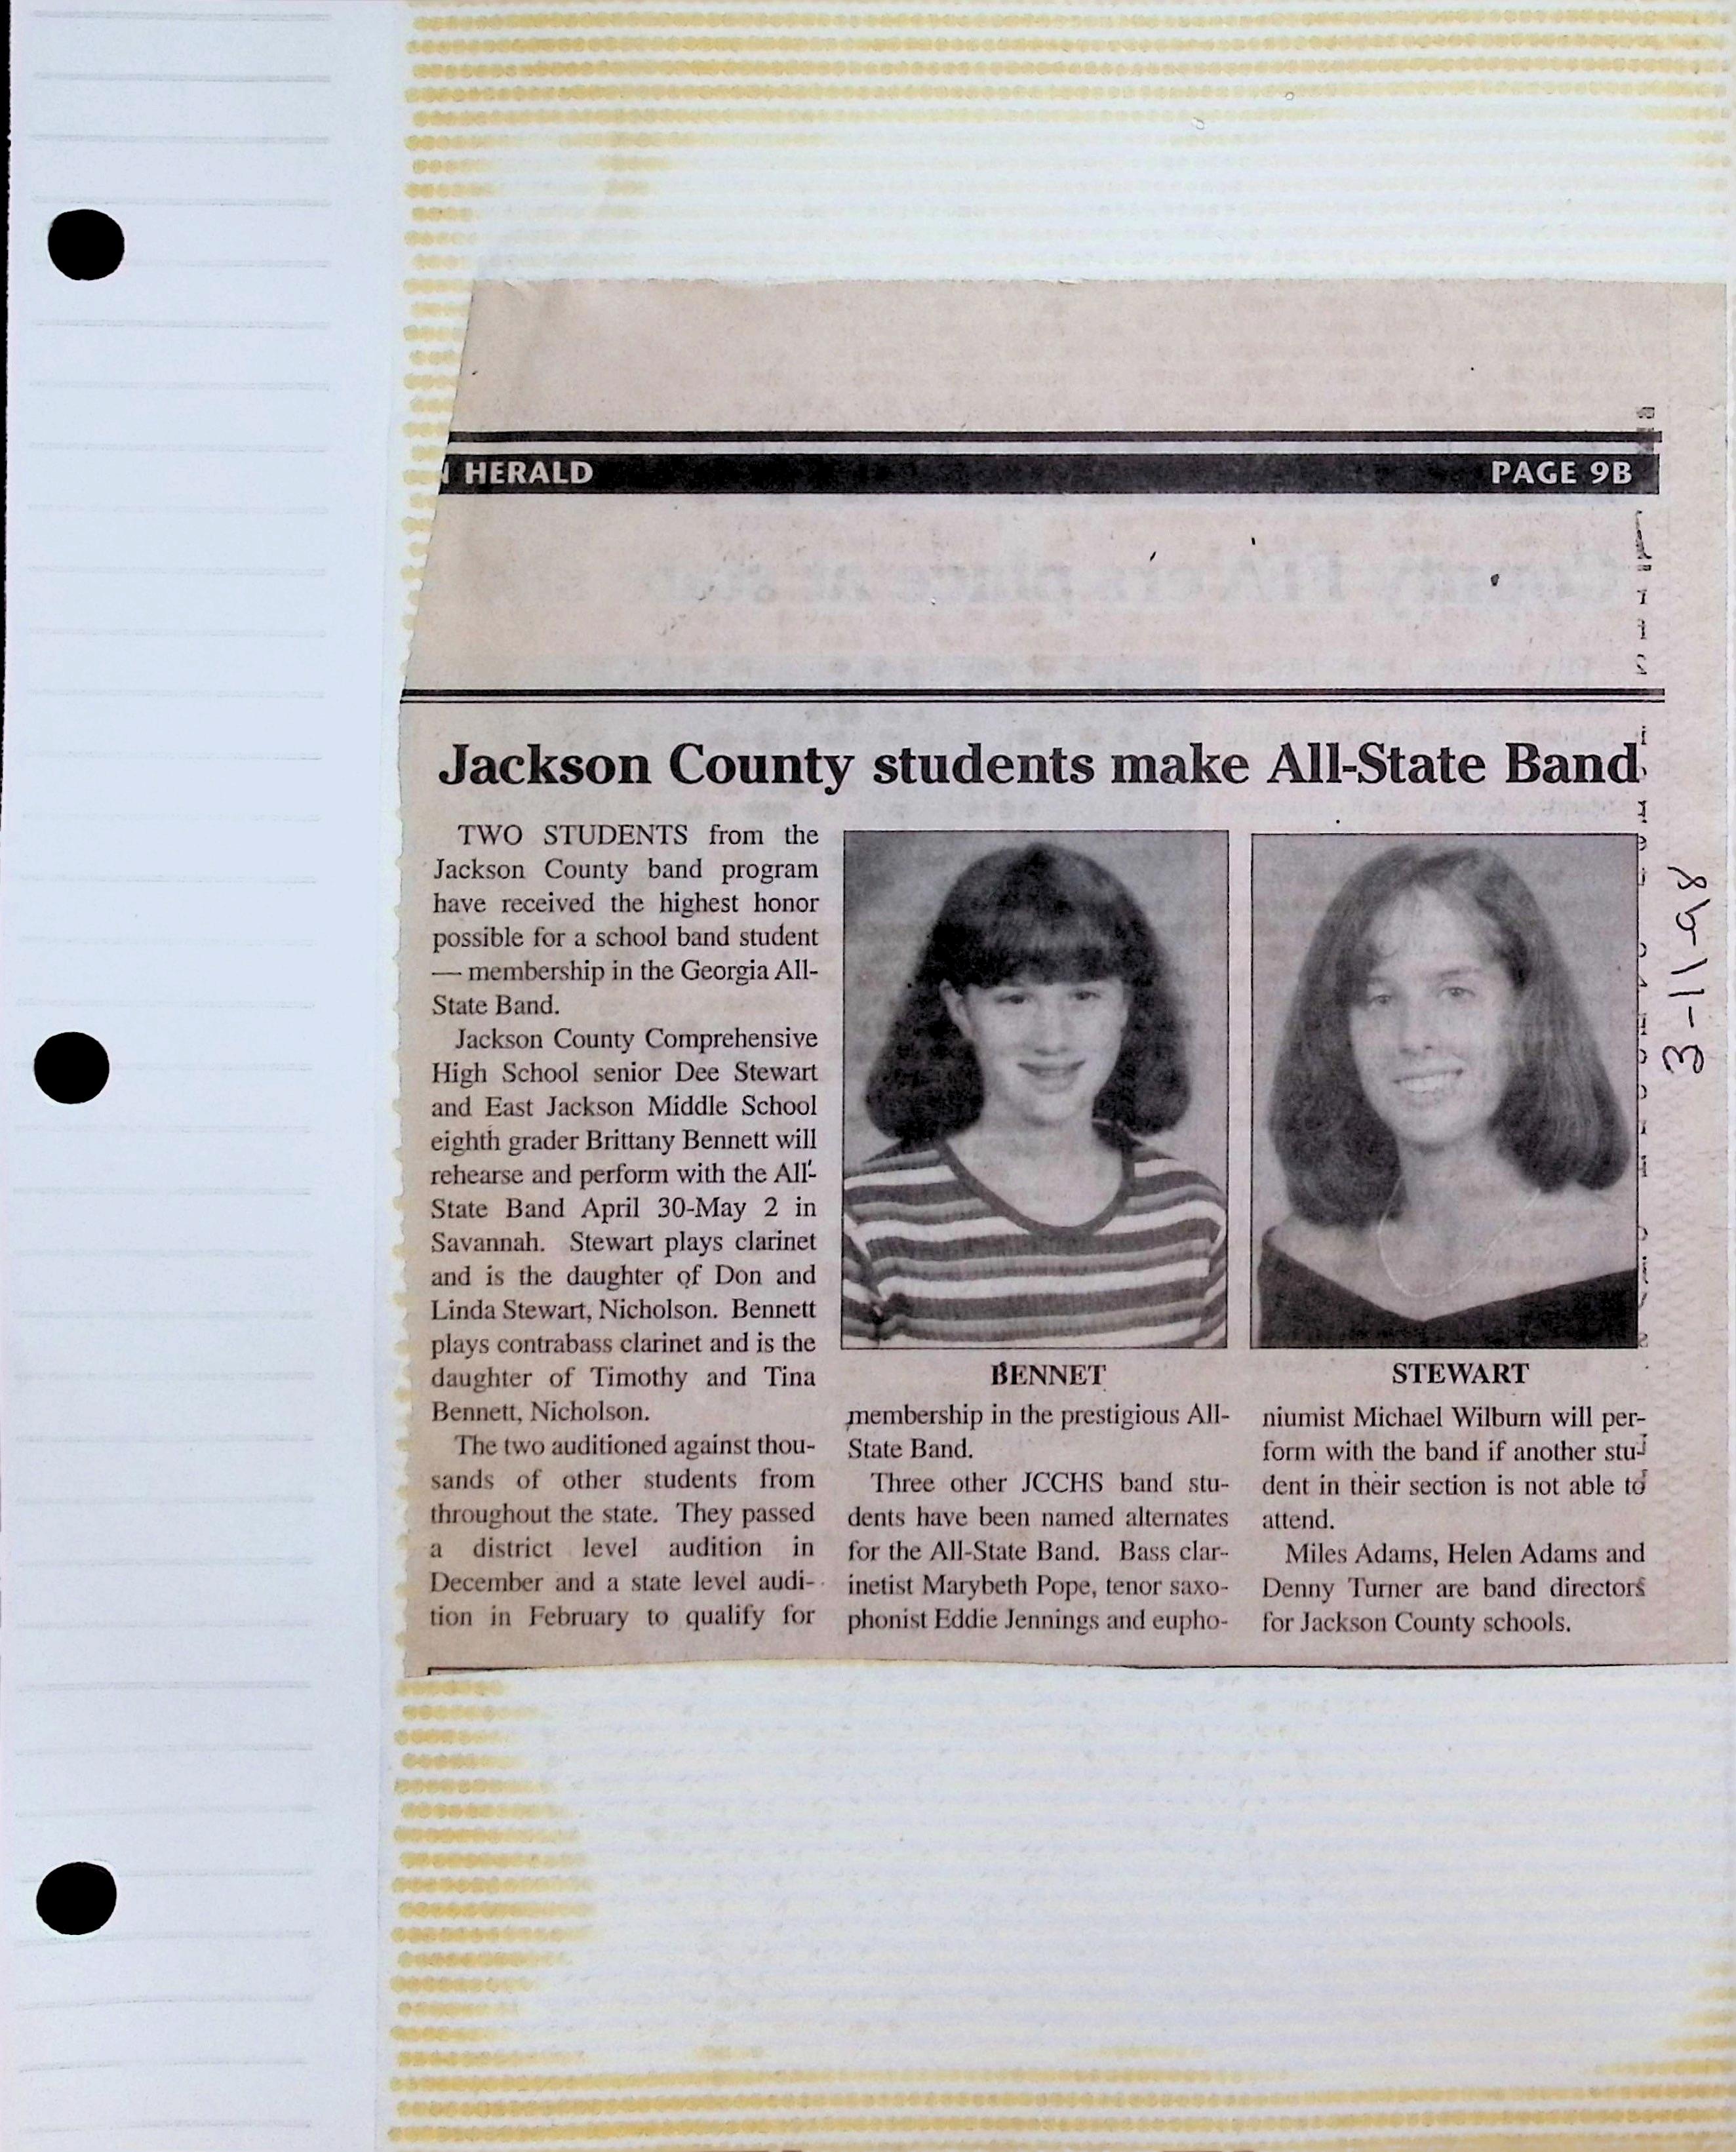 HERALD
PAGE 9B
Jackson County students make All-State Band
TWO STUDENTS from the
Jackson County band program
have received the highest honor
possible for a school band student
— membership in the Georgia All-
State Band.
Jackson County Comprehensive
High School senior Dee Stewart
and East Jackson Middle School
eighth grader Brittany Bennett will
rehearse and perform with the All-
State Band April 30-May 2 in
Savannah. Stewart plays clarinet
and is the daughter of Don and
Linda Stewart, Nicholson. Bennett
plays contrabass clarinet and is the
daughter of Timothy and Tina
Bennett, Nicholson.
The two auditioned against thou-
sands of other students from
throughout the state. They passed
a district level audition in
December and a state level audi-
tion in February to qualify for
BENNET
membership in the prestigious All-
State Band.
Three other JCCHS band stu-
dents have been named alternates
for the All-State Band. Bass clar-
inetist Marybeth Pope, tenor saxo-
phonist Eddie Jennings and eupho-
STEWART
niumist Michael Wilburn will per-
form with the band if another stu-
dent in their section is not able to
attend.
Miles Adams, Helen Adams and
Denny Turner are band directors
for Jackson County schools.
3-11-98